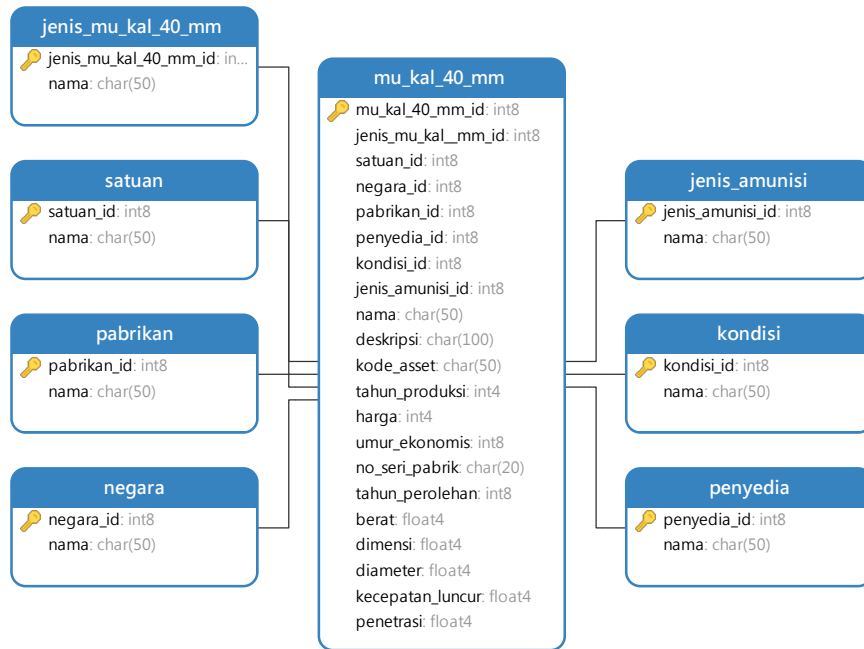 jenis_mu_kal_40_mm
jenis_mu_kal_40_mm_id: in...
nama: char(50)
satuan
satuan_id: int8
nama: char(50)
pabrikan
pabrikan_id: int8
nama: char(50)
negara
negara_id: int8
nama: char(50)
mu_kal_40_mm
mu_kal_40_mm_id: int8
jenis_mu_kal__mm_id: int8
satuan_id: int8
negara_id: int8
pabrikan_id: int8
penyedia_id: int8
kondisi_id: int8
jenis_amunisi_id: int8
nama: char(50)
deskripsi: char(100)
kode_asset: char(50)
tahun_produksi: int4
harga: int4
umur_ekonomis: int8
no_seri_pabrik: char(20)
tahun_perolehan: int8
berat: float4
dimensi: float4
diameter: float4
kecepatan_luncur: float4
penetrasi: float4
jenis_amunisi
jenis_amunisi_id: int8
nama: char(50)
kondisi
kondisi_id: int8
nama: char(50)
penyedia
penyedia_id: int8
nama: char(50)